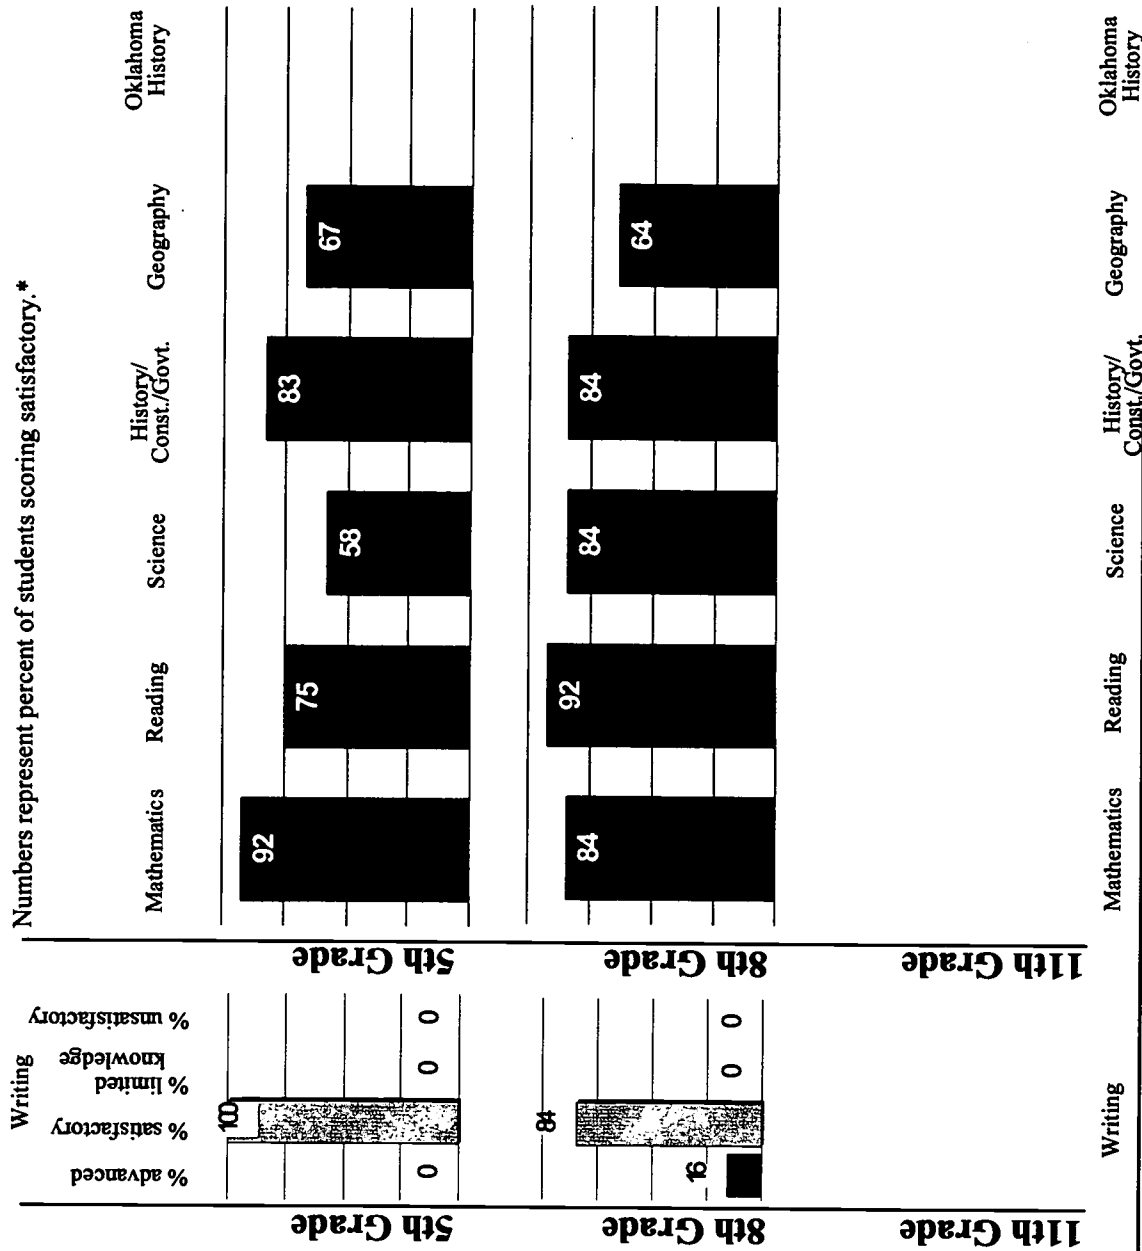 Numbers represent percent of students scoring satisfactory.*
Writing
% advanced
% satisfactory
% limited
knowledge
% unsatisfactory
Mathematics
Reading
Science
History/
Const./Govt.
Geography
Oklahoma
History
5th Grade
0
100
0
0
5th Grade
92
75
58
83
67
8th Grade
16
84
0
0
8th Grade
84
92
84
84
64
11th Grade
11th Grade
Writing
Mathematics
Reading
Science
History/
Const./Govt.
Geography
Oklahoma
History